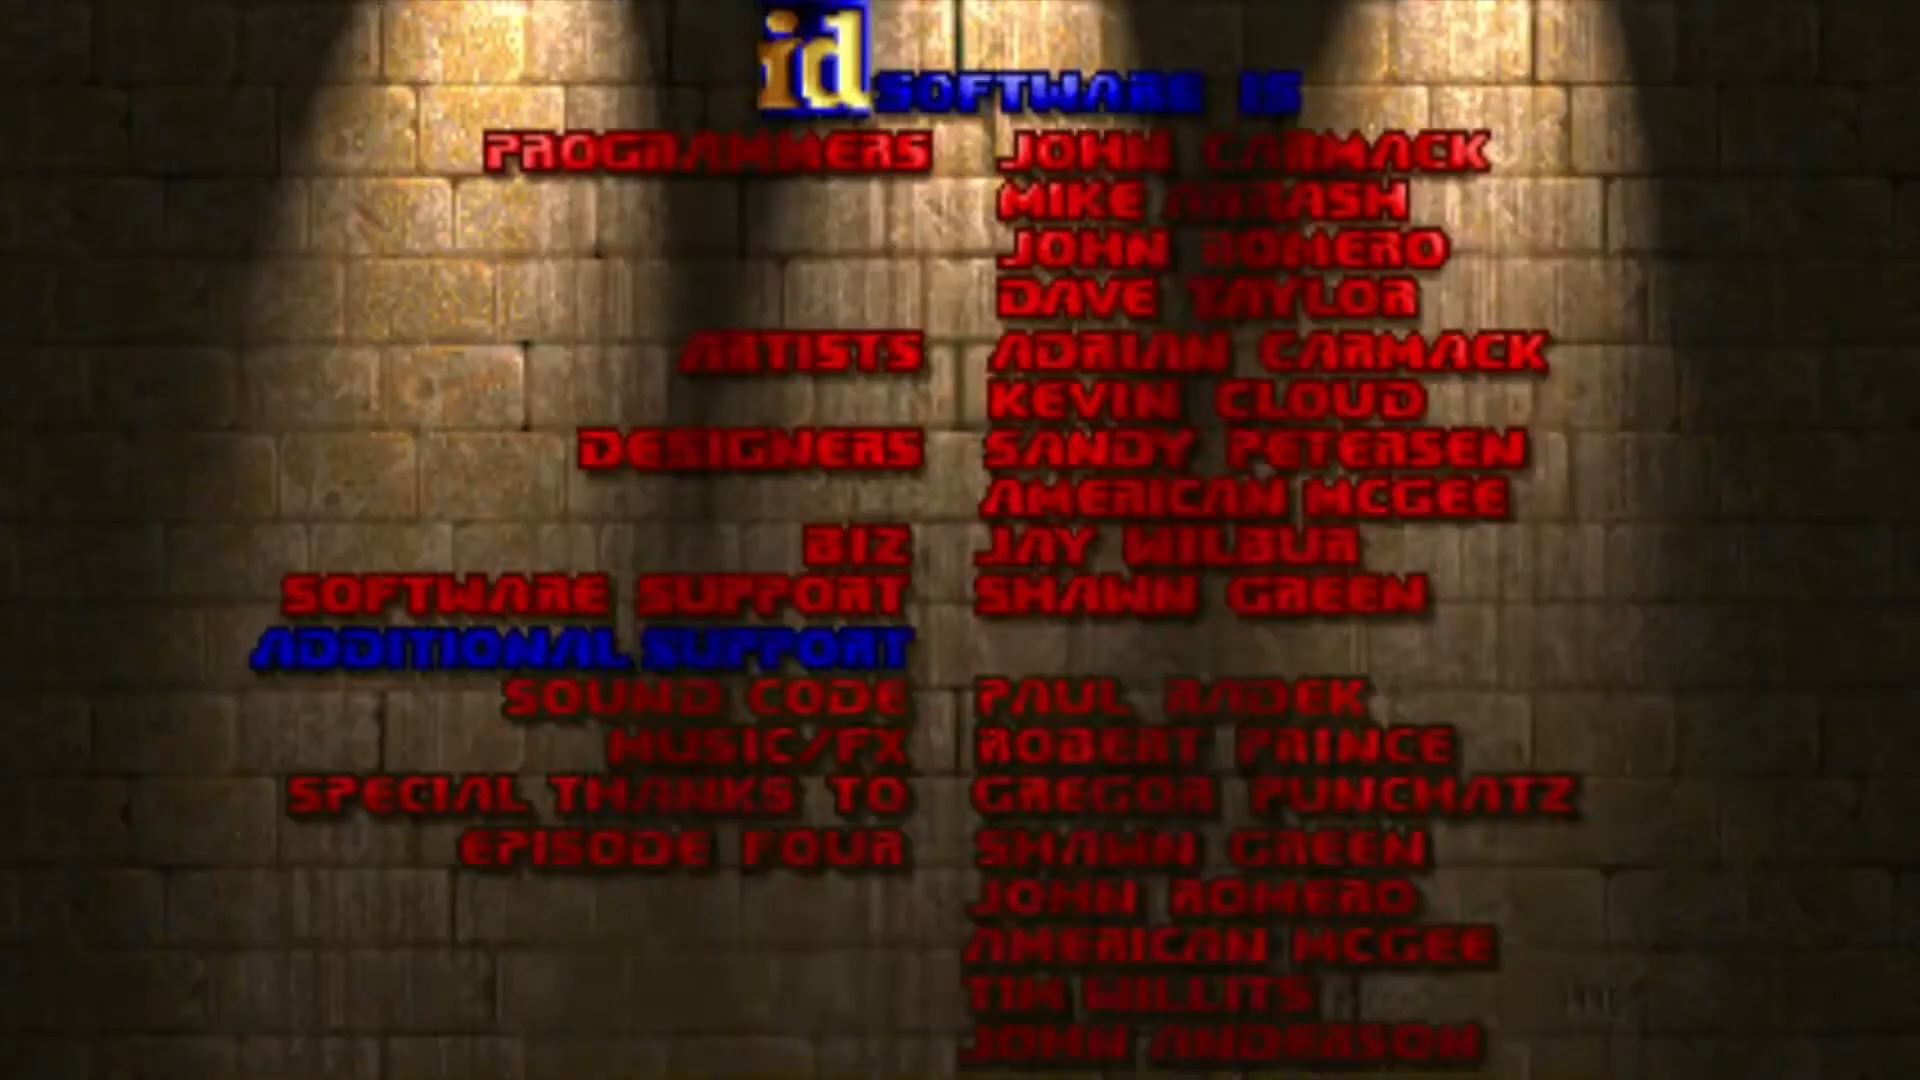 id SOFTWARE IS
PROGRAMMERS JOHN CARMACK
MIKE ABRASH
JOHN ROMERO
DAVE TAYLOR
ARTISTS ADRIAN CARMACK
KEVIN CLOUD
DESIGNERS SANDY PETERSEN
AMERICAN MCGEE
BIZ JAY WILBUR
SOFTWARE SUPPORT SHAWN GREEN
ADDITIONAL SUPPORT
SOUND CODE PAUL RADEK
MUSIC/FX ROBERT PRINCE
SPECIAL THANKS TO GREGOR PUNCHATZ
EPISODE FOUR SHAWN GREEN
JOHN ROMERO
AMERICAN MCGEE
TIM WILLITS
JOHN ANDERSON